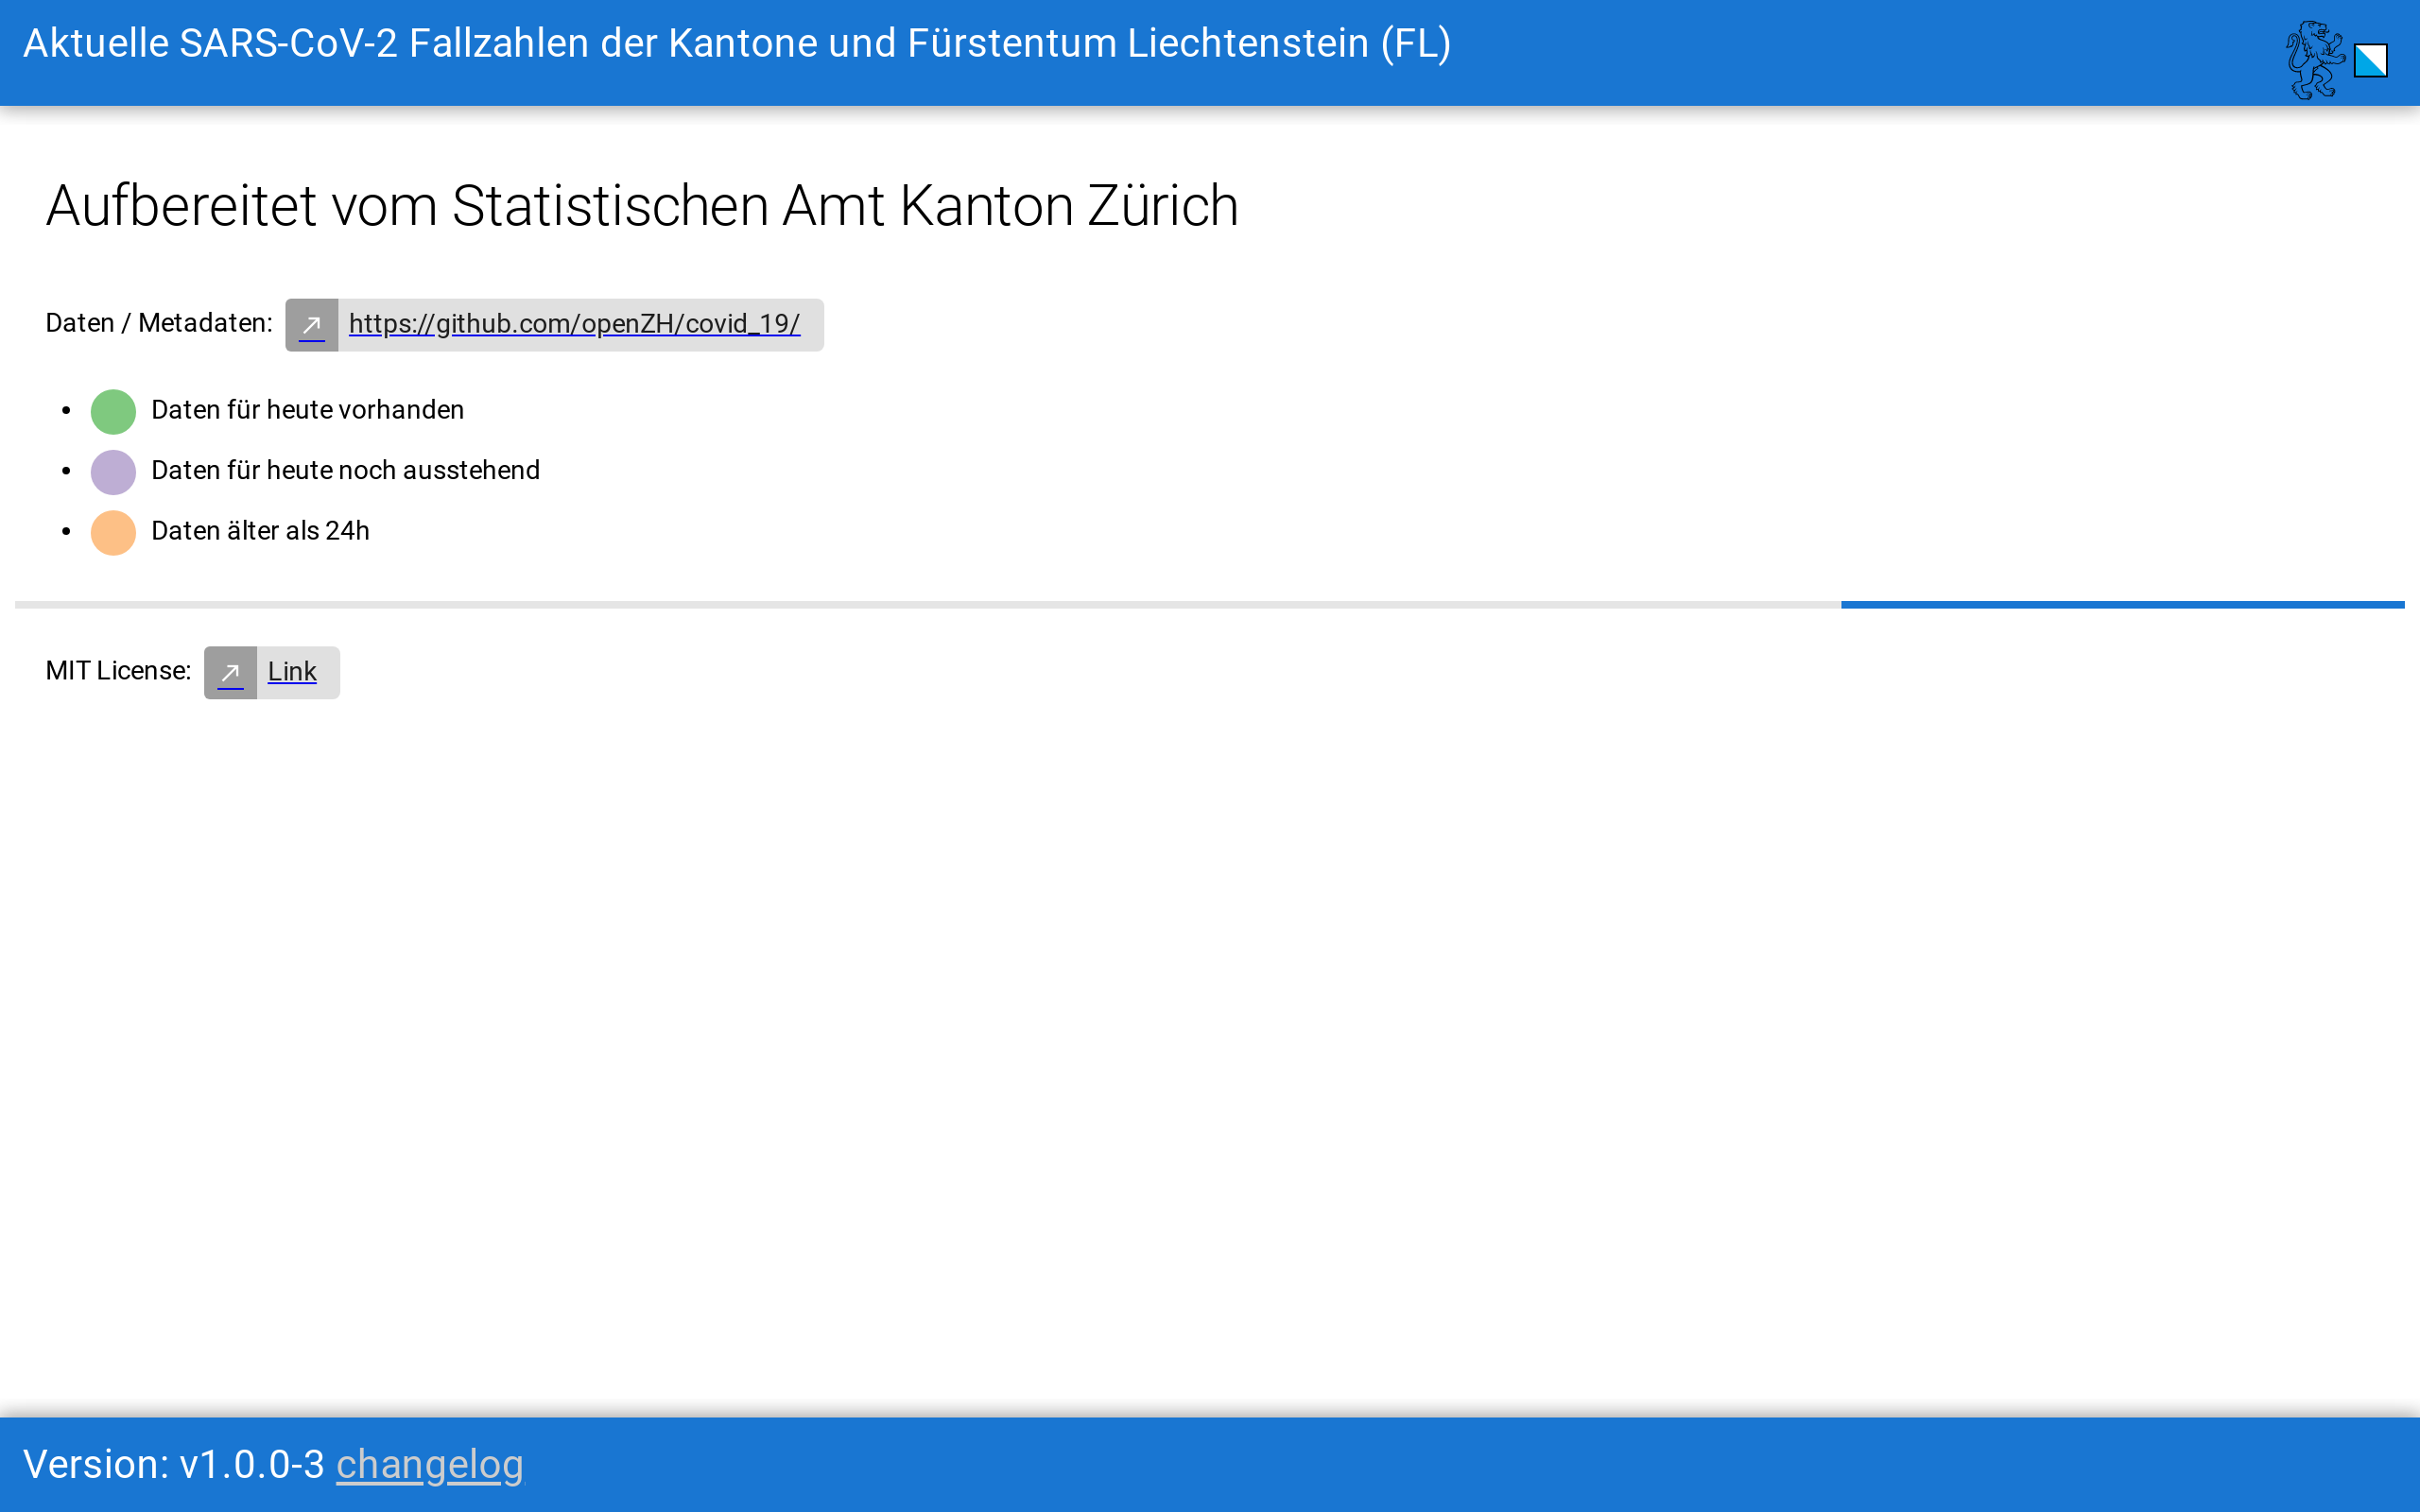 Aktuelle SARS-CoV-2 Fallzahlen der Kantone und Fürstentum Liechtenstein (FL)
Aufbereitet vom Statistischen Amt Kanton Zürich
Daten / Metadaten: https://github.com/openZH/covid_19/
Daten für heute vorhanden
Daten für heute noch ausstehend
Daten älter als 24h
MIT License: Link
Version: v1.0.0-3 changelog